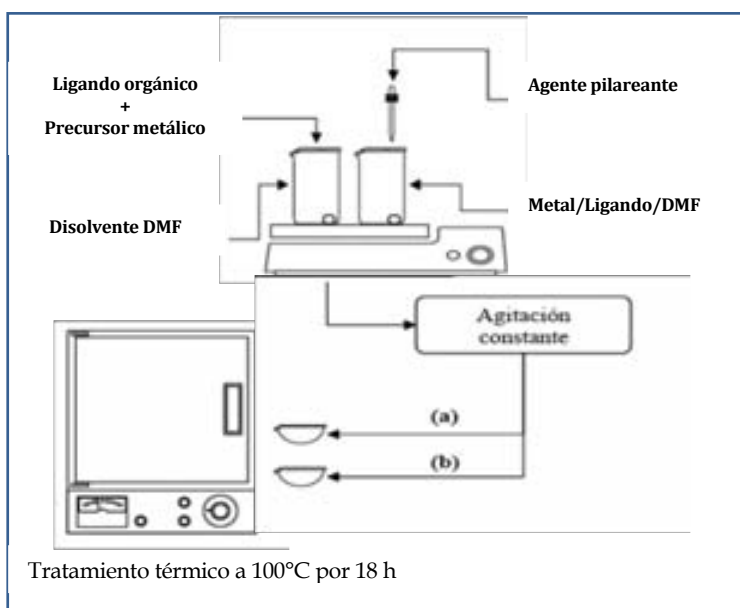 Ligando orgánico
+
Precursor metálico
Agente pilareante
Disolvente DMF
Metal/Ligando/DMF
Agitación
constante
(a)
(b)
Tratamiento térmico a 100°C por 18 h